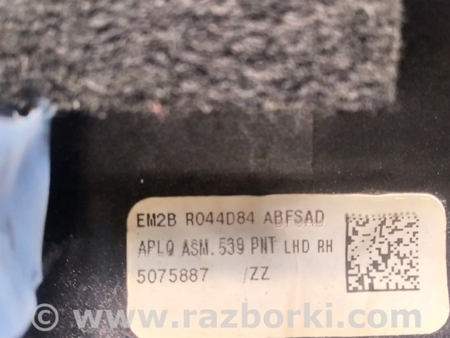 EM2B R044D84 ABFSAD
APLQ ASM. 539 PNT LHD RH
5075887 /ZZ
© www.razborki.com